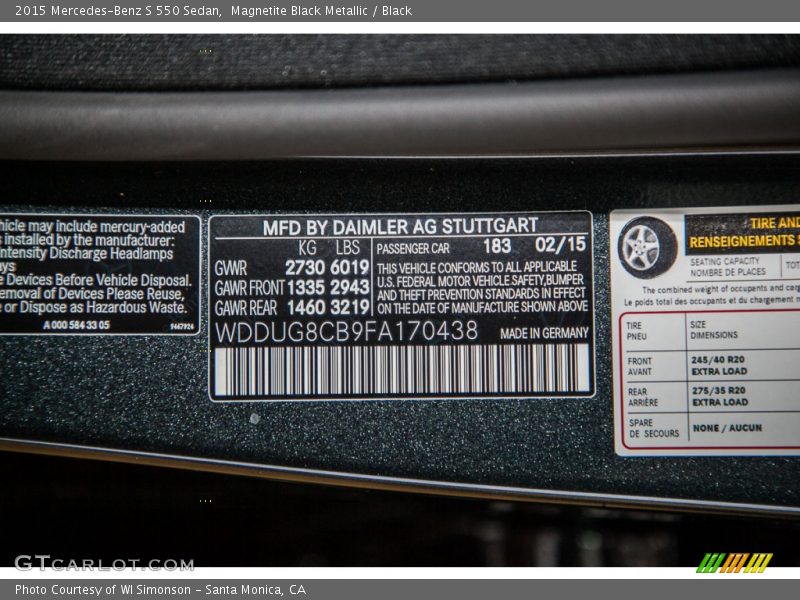 2015 Mercedes-Benz S 550 Sedan, Magnetite Black Metallic / Black
vehicle may include mercury-added
installed by the manufacturer:
Intensity Discharge Headlamps
Devices Before Vehicle Disposal.
Removal of Devices Please Reuse,
or Dispose as Hazardous Waste.
A 000 584 33 05
MFD BY DAIMLER AG STUTTGART
KG LBS PASSENGER CAR 183 02/15
GVWR 2730 6019
GAWR FRONT 1335 2943
GAWR REAR 1460 3219
THIS VEHICLE CONFORMS TO ALL APPLICABLE
U.S. FEDERAL MOTOR VEHICLE SAFETY,BUMPER
AND THEFT PREVENTION STANDARDS IN EFFECT
ON THE DATE OF MANUFACTURE SHOWN ABOVE
WDDUG8CB9FA170438 MADE IN GERMANY
TIRE AND
RENSEIGNEMENTS
SEATING CAPACITY
NOMBRE DE PLACES
The combined weight of occupants and
Le poids total des occupants et du chargement
TIRE
PNEU
SIZE
DIMENSIONS
FRONT
AVANT
245/40 R20
EXTRA LOAD
REAR
ARRIÈRE
275/35 R20
EXTRA LOAD
SPARE
DE SECOURS
NONE / AUCUN
GTCARLOT.COM
Photo Courtesy of WI Simonson - Santa Monica, CA